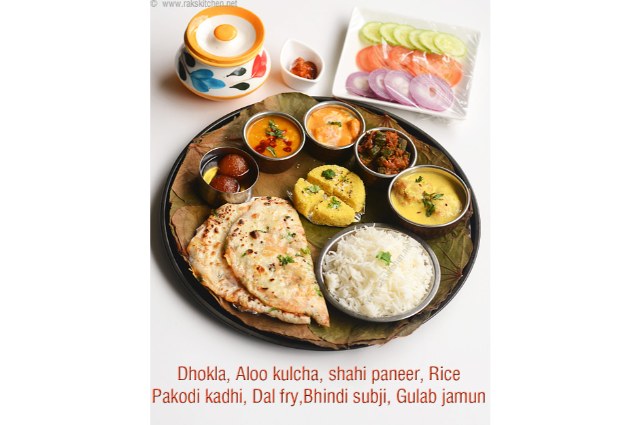 © www.rakskitchen.net
Dhokla, Aloo kulcha, shahi paneer, Rice
Pakodi kadhi, Dal fry,Bhindi subji, Gulab jamun